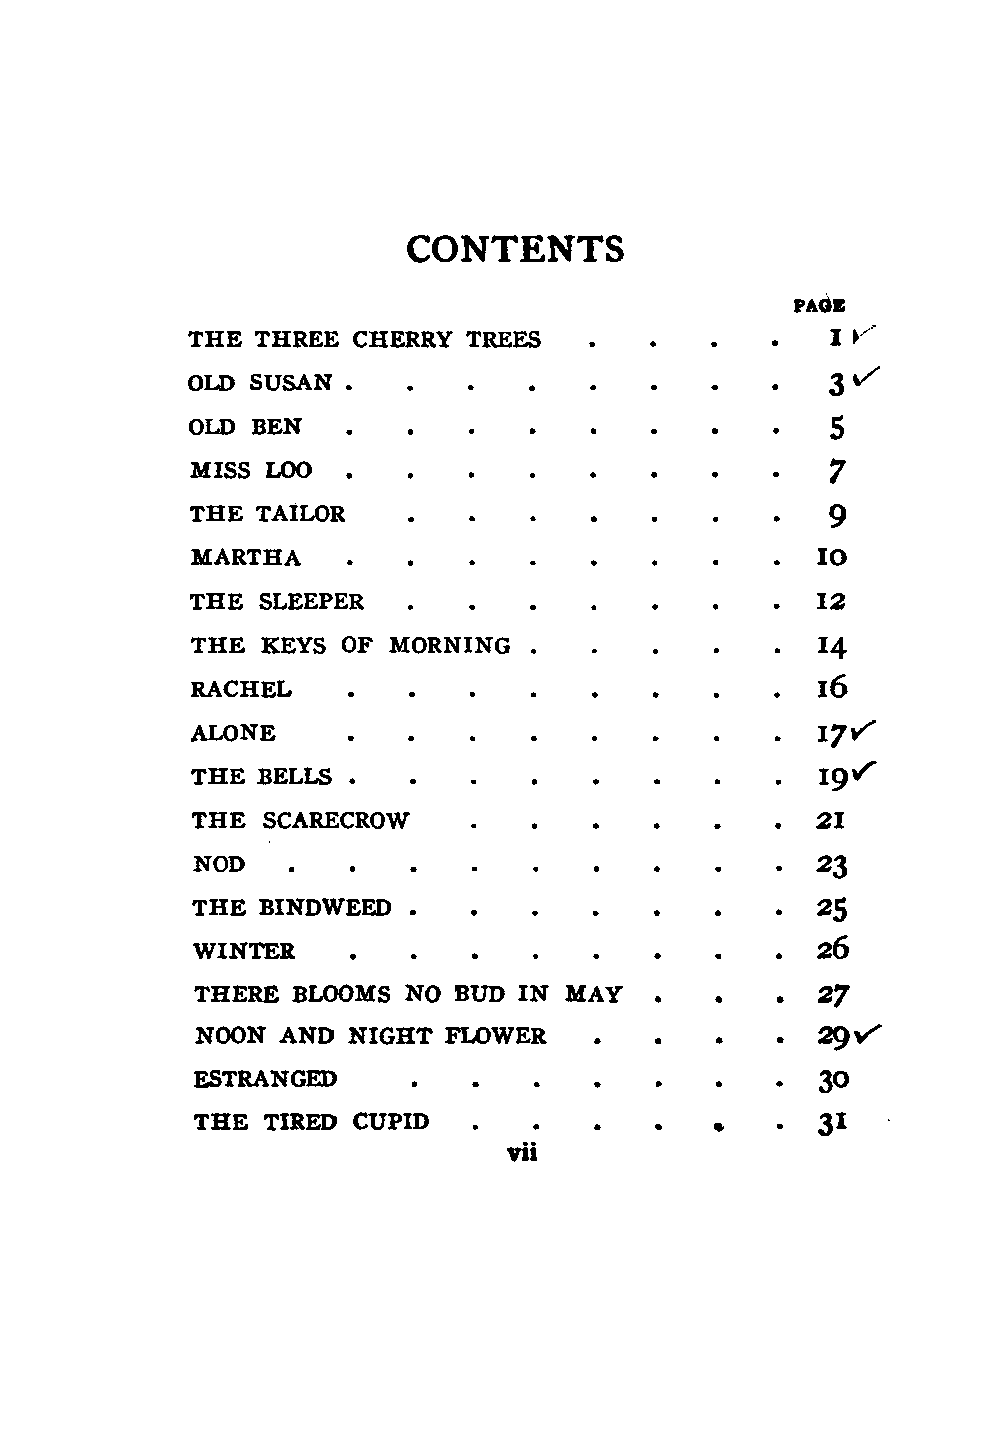 CONTENTS
PAGE
THE THREE CHERRY TREES . . . . 1 ✓
OLD SUSAN . . . . . . . . 3 ✓
OLD BEN . . . . . . . . 5
MISS LOO . . . . . . . . 7
THE TAILOR . . . . . . . 9
MARTHA . . . . . . . . 10
THE SLEEPER . . . . . . . 12
THE KEYS OF MORNING . . . . . 14
RACHEL . . . . . . . . 16
ALONE . . . . . . . . 17 ✓
THE BELLS . . . . . . . . 19 ✓
THE SCARECROW . . . . . . 21
NOD . . . . . . . . . 23
THE BINDWEED . . . . . . . 25
WINTER . . . . . . . . 26
THERE BLOOMS NO BUD IN MAY . . . 27
NOON AND NIGHT FLOWER . . . . 29 ✓
ESTRANGED . . . . . . . 30
THE TIRED CUPID . . . . . . 31
vii